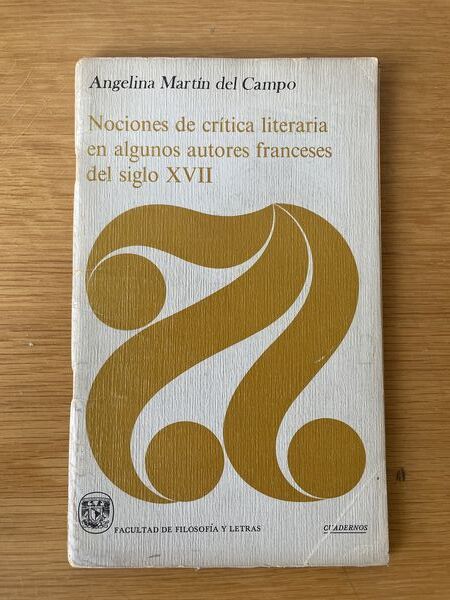 Angelina Martín del Campo
Nociones de crítica literaria
en algunos autores franceses
del siglo XVII
FACULTAD DE FILOSOFÍA Y LETRAS
CUADERNOS